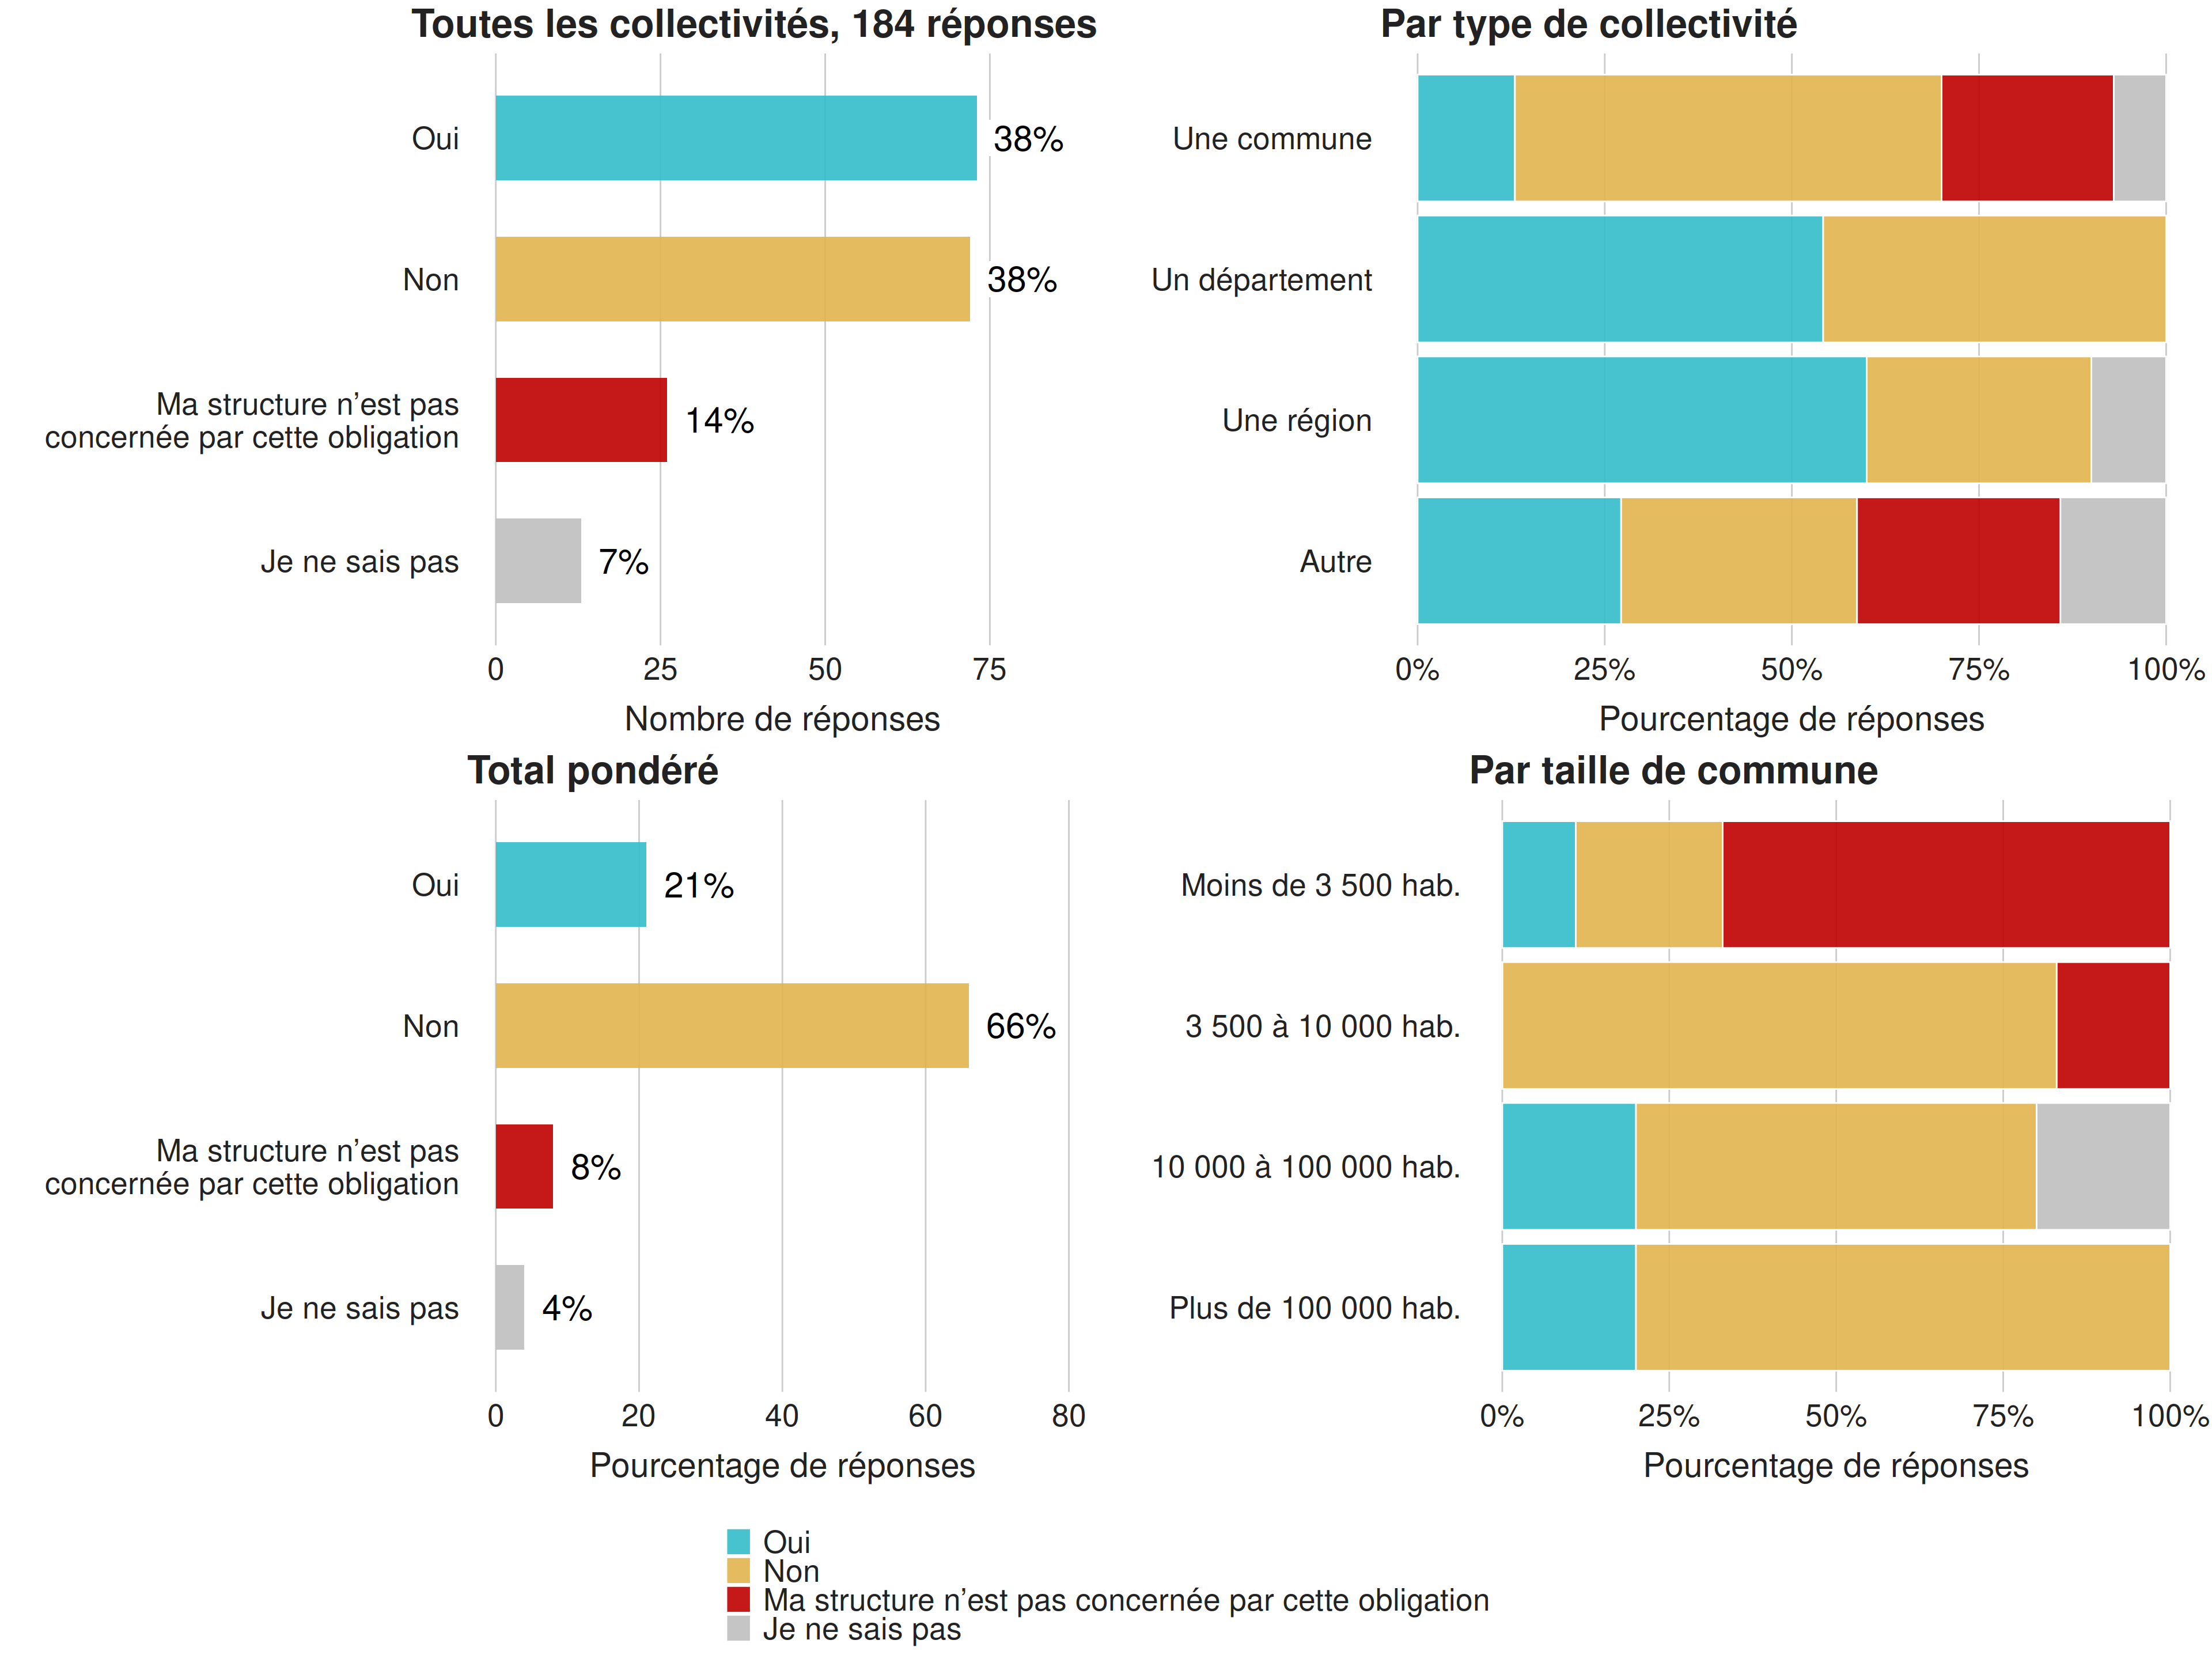 Toutes les collectivités, 184 réponses
Oui
38%
Non
38%
Ma structure n’est pas
concernée par cette obligation
14%
Je ne sais pas
7%
0 25 50 75
Nombre de réponses
Par type de collectivité
Une commune
Un département
Une région
Autre
0% 25% 50% 75% 100%
Pourcentage de réponses
Total pondéré
Oui
21%
Non
66%
Ma structure n’est pas
concernée par cette obligation
8%
Je ne sais pas
4%
0 20 40 60 80
Pourcentage de réponses
Par taille de commune
Moins de 3 500 hab.
3 500 à 10 000 hab.
10 000 à 100 000 hab.
Plus de 100 000 hab.
0% 25% 50% 75% 100%
Pourcentage de réponses
Oui
Non
Ma structure n’est pas concernée par cette obligation
Je ne sais pas